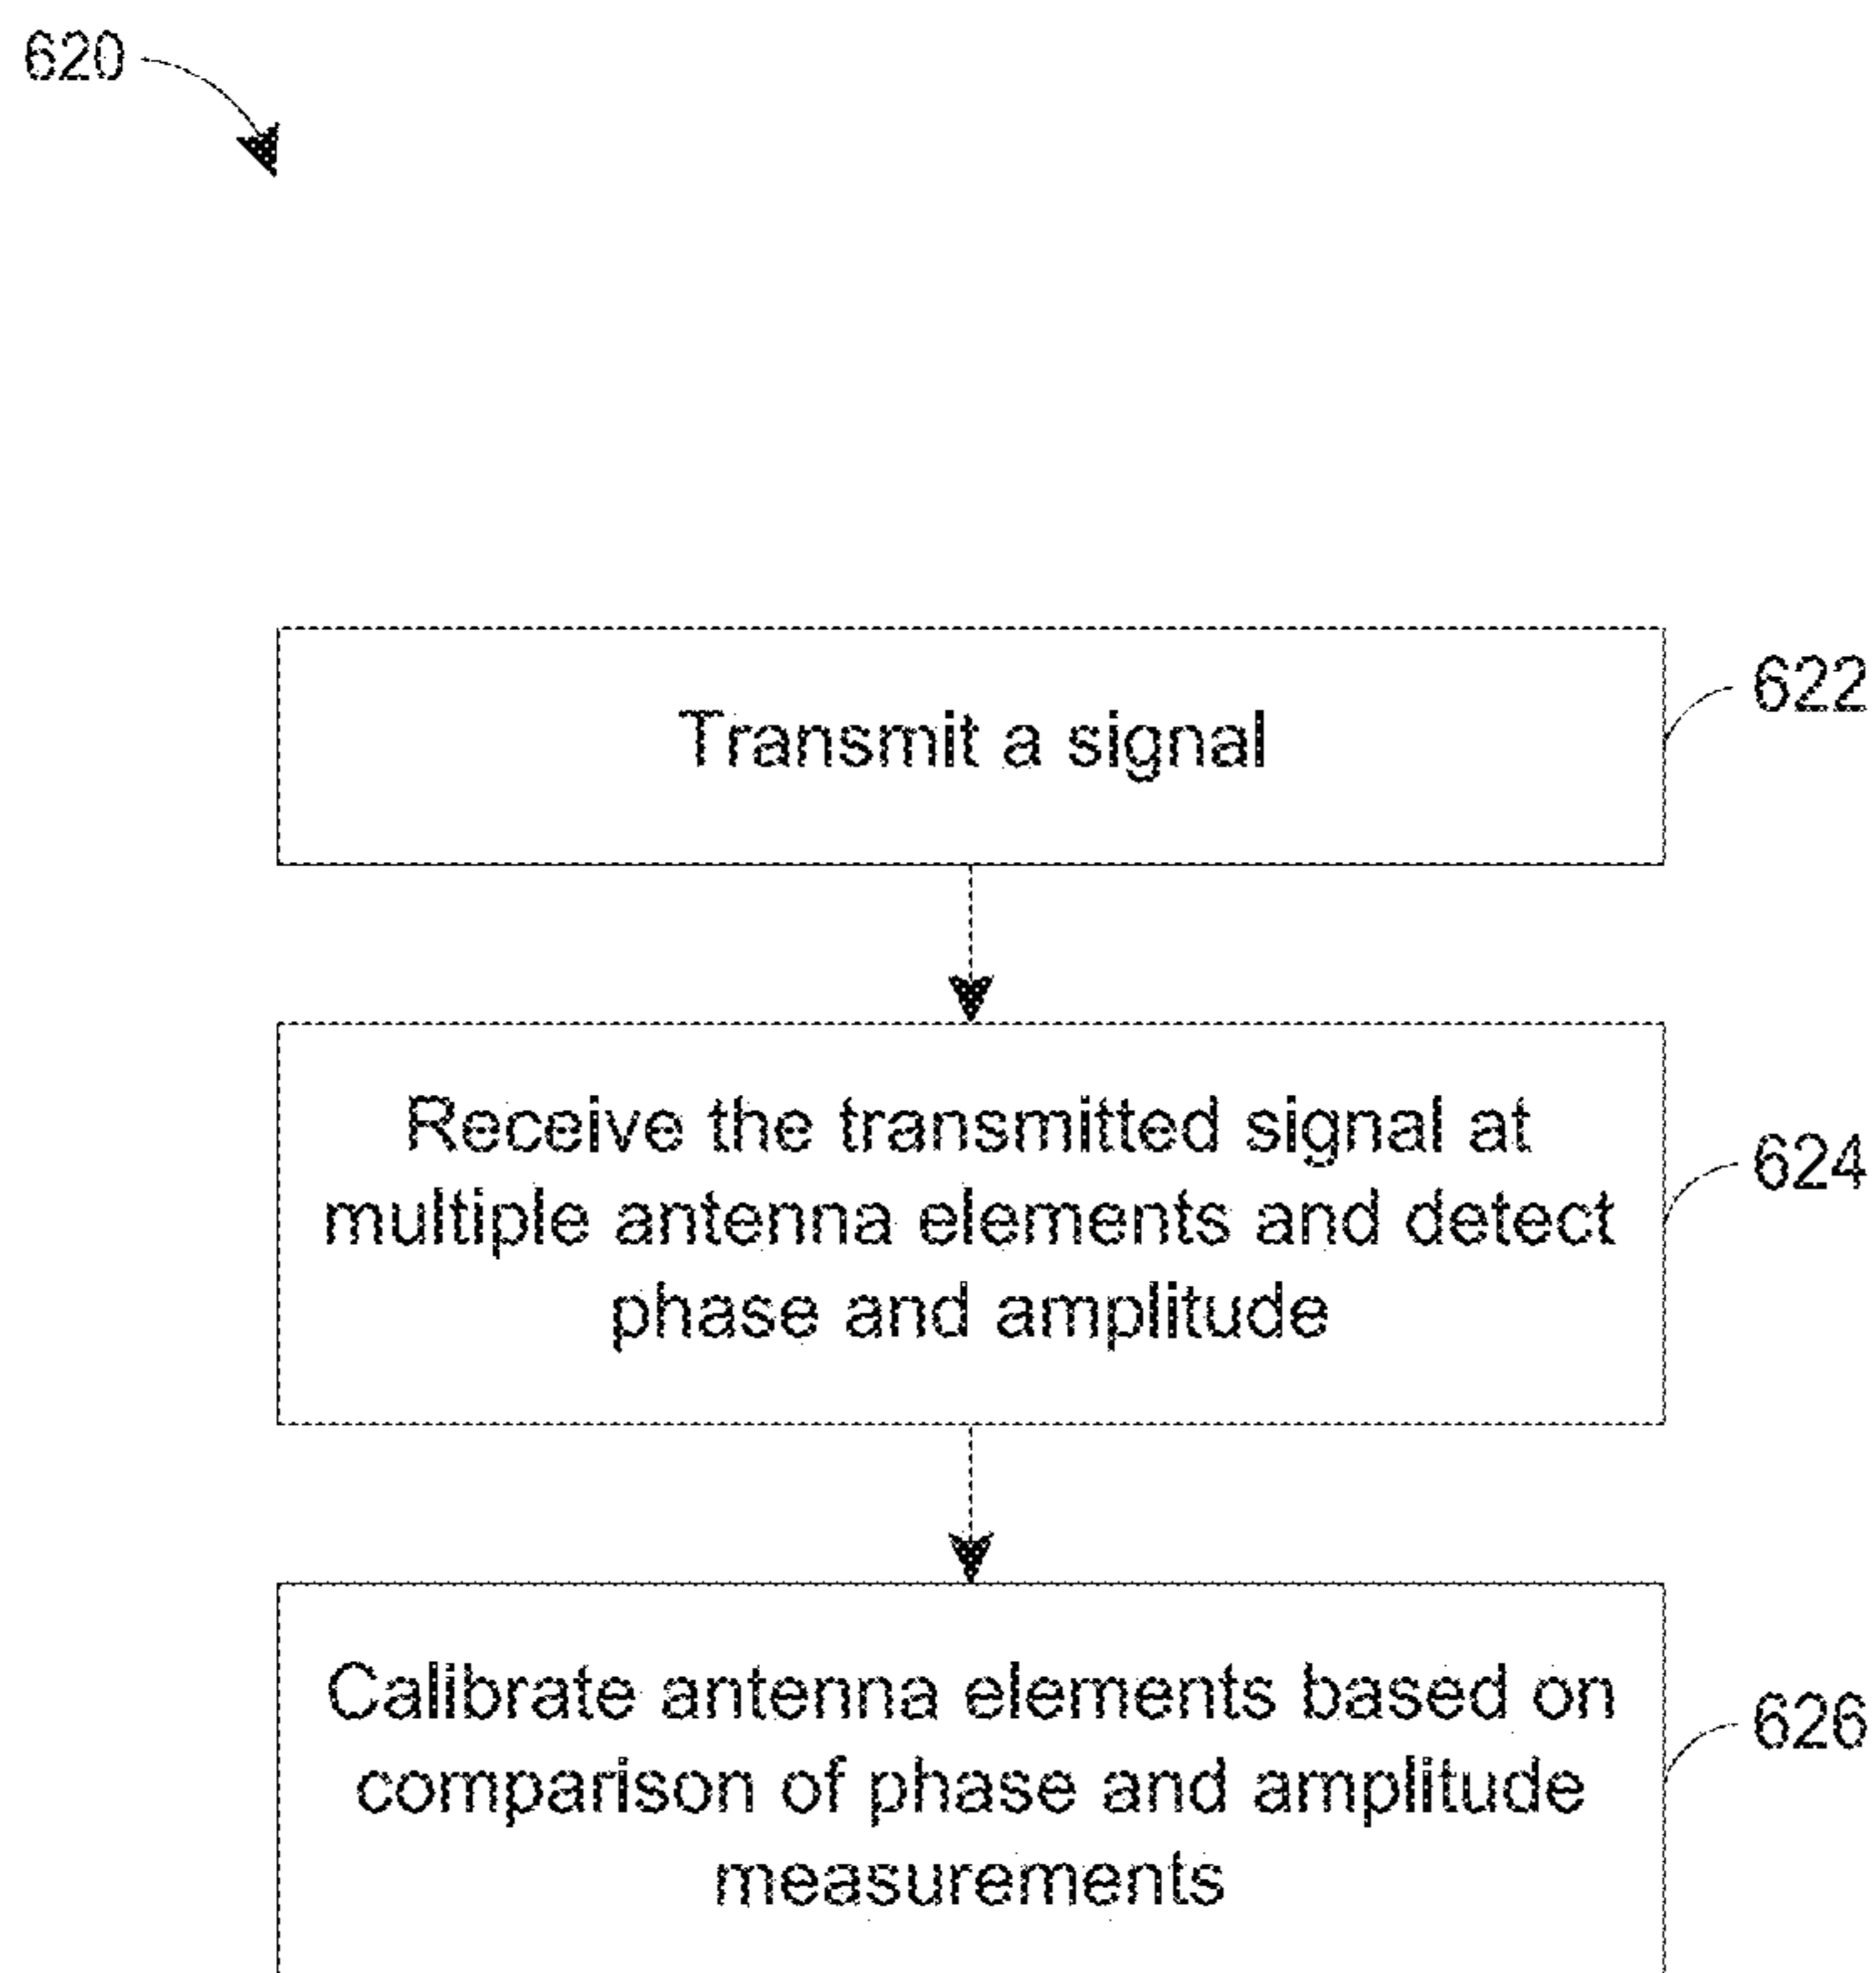 620
Transmit a signal
622
Receive the transmitted signal at
multiple antenna elements and detect
phase and amplitude
624
Calibrate antenna elements based on
comparison of phase and amplitude
measurements
626